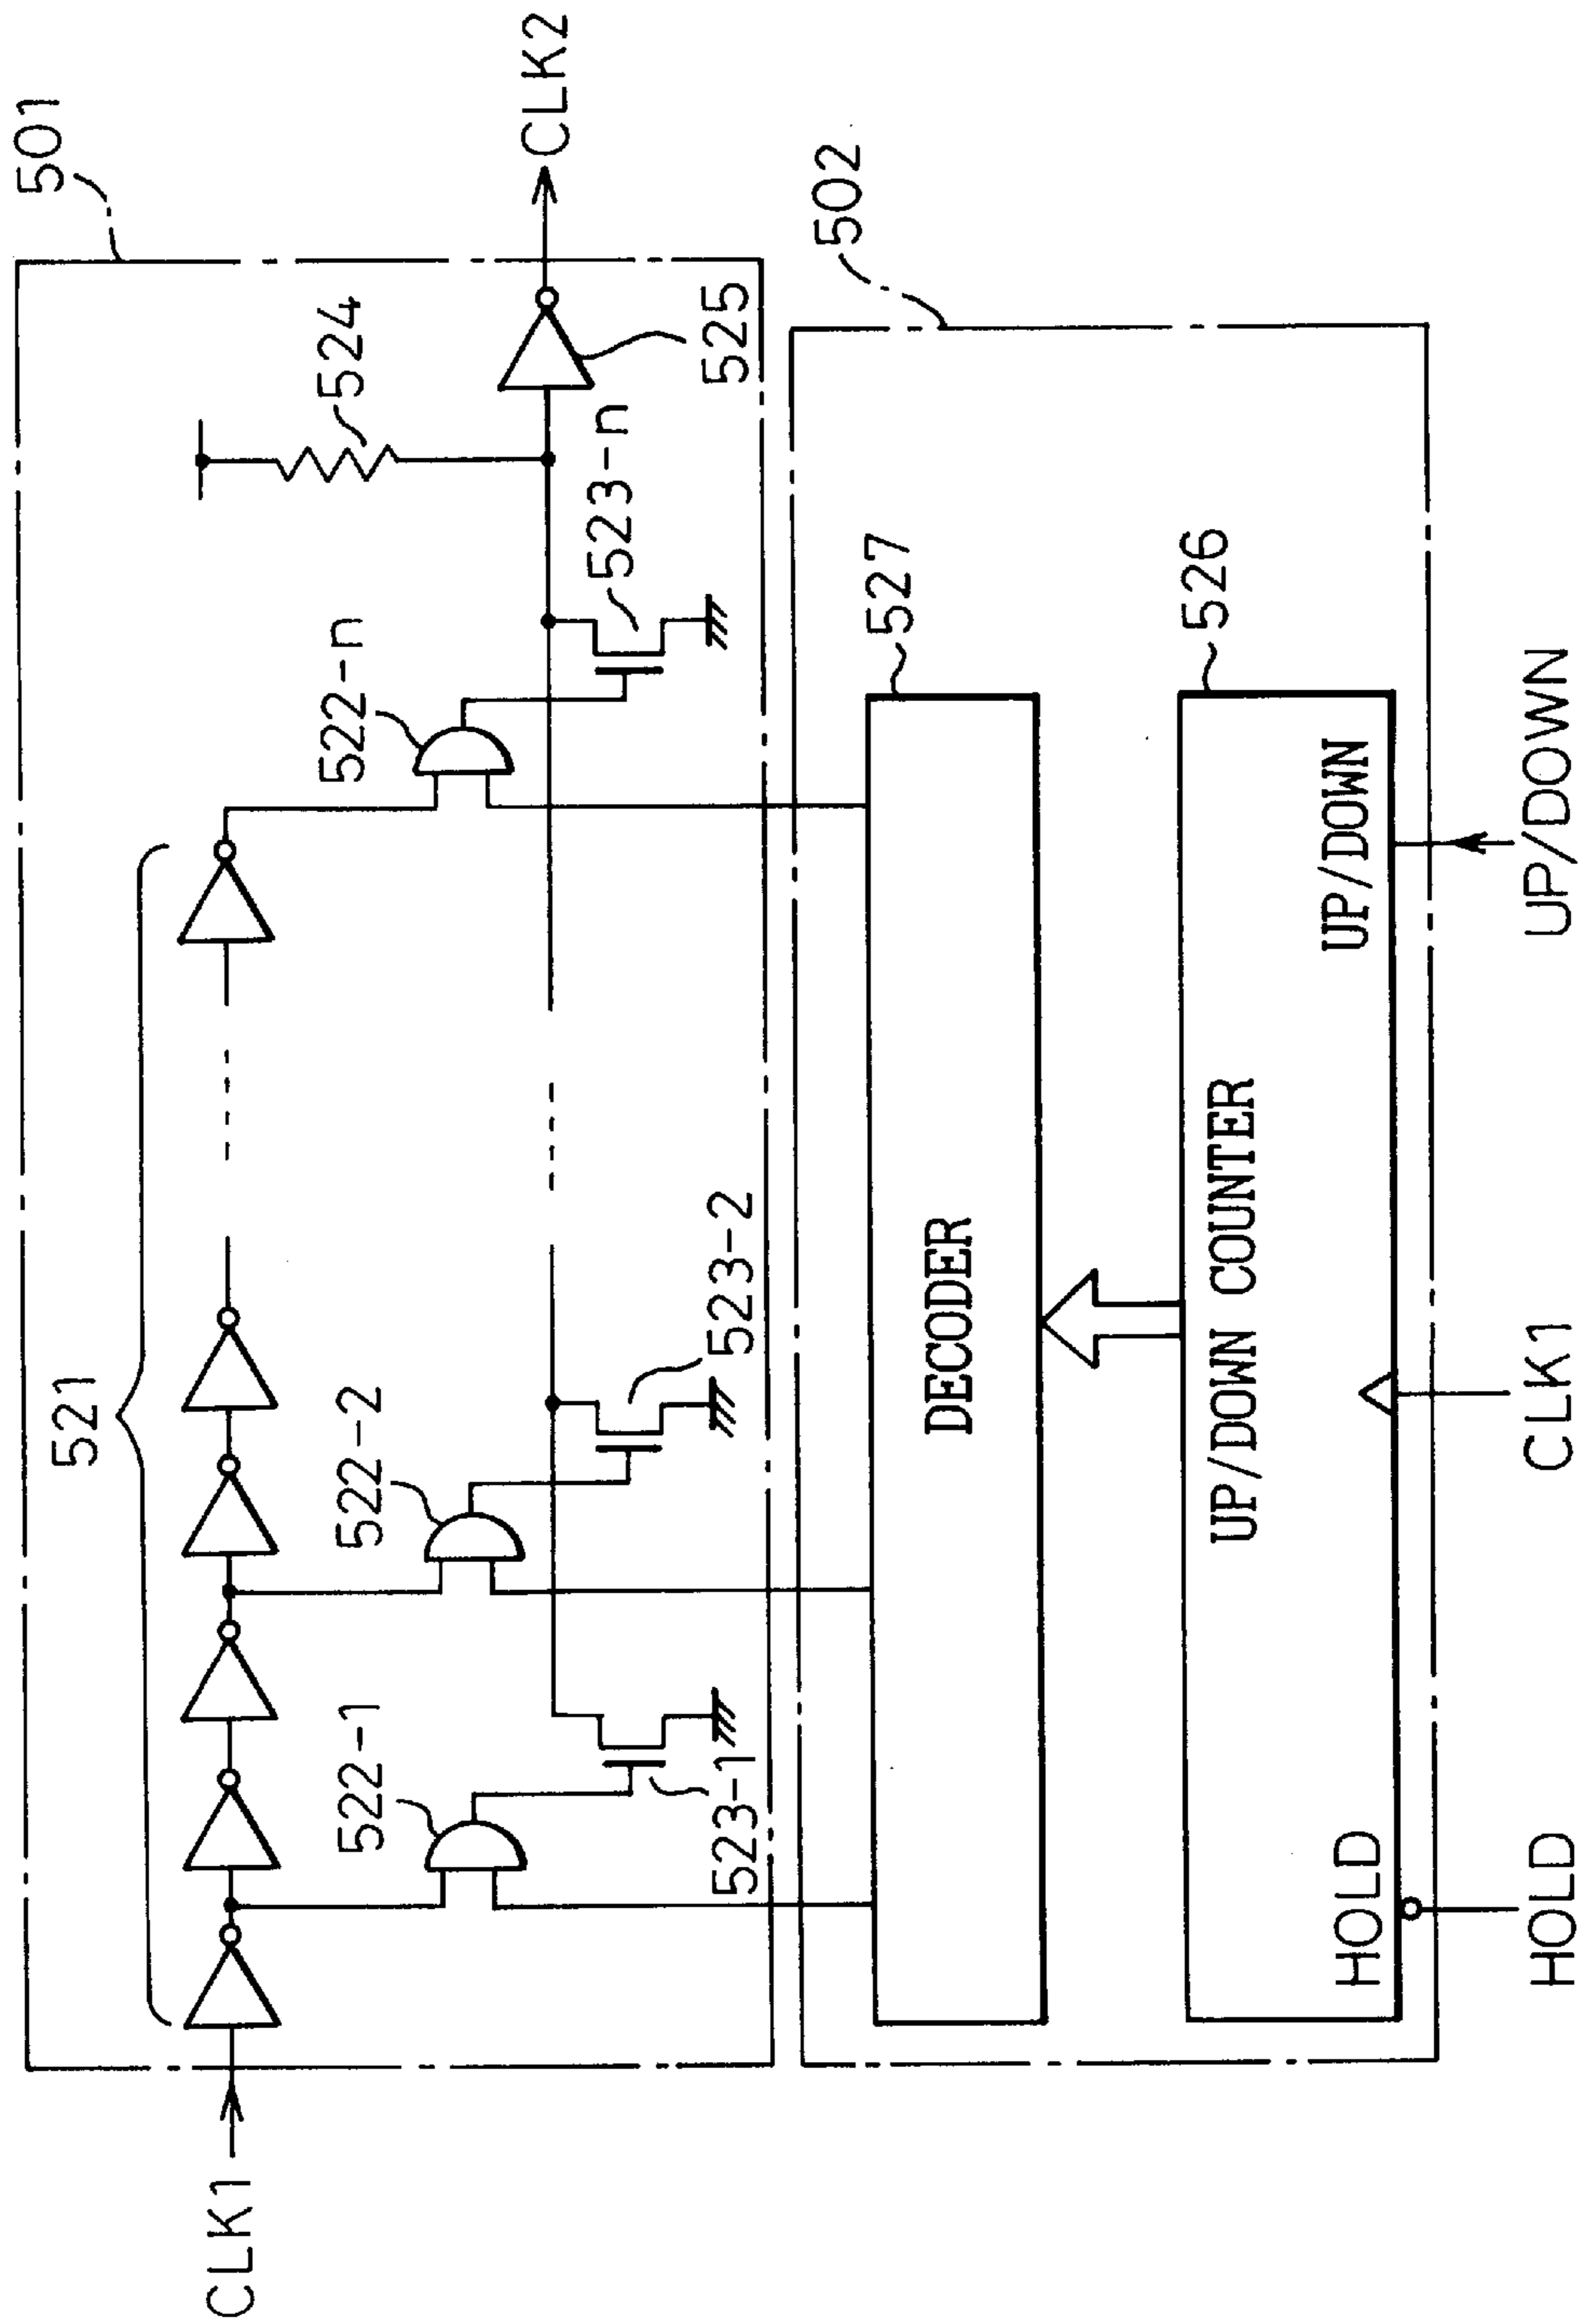 501
521
524
CLK1
522-1
522-2
522-n
CLK2
523-1
523-2
523-n
525
502
DECODER
527
UP/DOWN COUNTER
526
HOLD
UP/DOWN
HOLD
CLK1
UP/DOWN